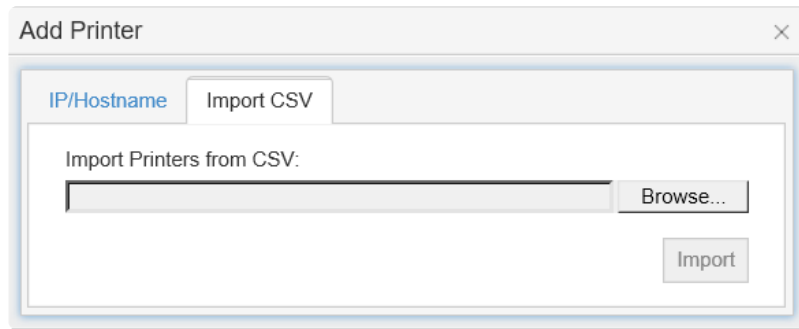 Add Printer
IP/Hostname Import CSV
Import Printers from CSV:
Browse...
Import